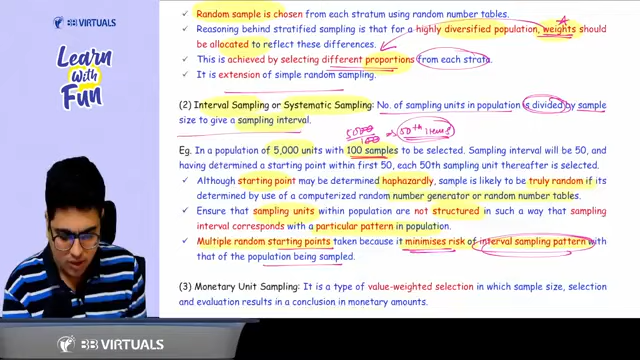 Random sample is chosen from each stratum using random number tables.
Reasoning behind stratified sampling is that for a highly diversified population, weights should
be allocated to reflect these differences.
This is achieved by selecting different proportions from each strata.
It is extension of simple random sampling.
(2) Interval Sampling or Systematic Sampling: No. of sampling units in population is divided by sample
size to give a sampling interval.
5000
100
=> 50th items
Eg. In a population of 5,000 units with 100 samples to be selected. Sampling interval will be 50, and
having determined a starting point within first 50, each 50th sampling unit thereafter is selected.
Although starting point may be determined haphazardly, sample is likely to be truly random if its
determined by use of a computerized random number generator or random number tables.
Ensure that sampling units within population are not structured in such a way that sampling
interval corresponds with a particular pattern in population.
Multiple random starting points taken because it minimises risk of interval sampling pattern with
that of the population being sampled.
(3) Monetary Unit Sampling: It is a type of value-weighted selection in which sample size, selection
and evaluation results in a conclusion in monetary amounts.
BB VIRTUALS
Learn
With
Fun
BB VIRTUALS